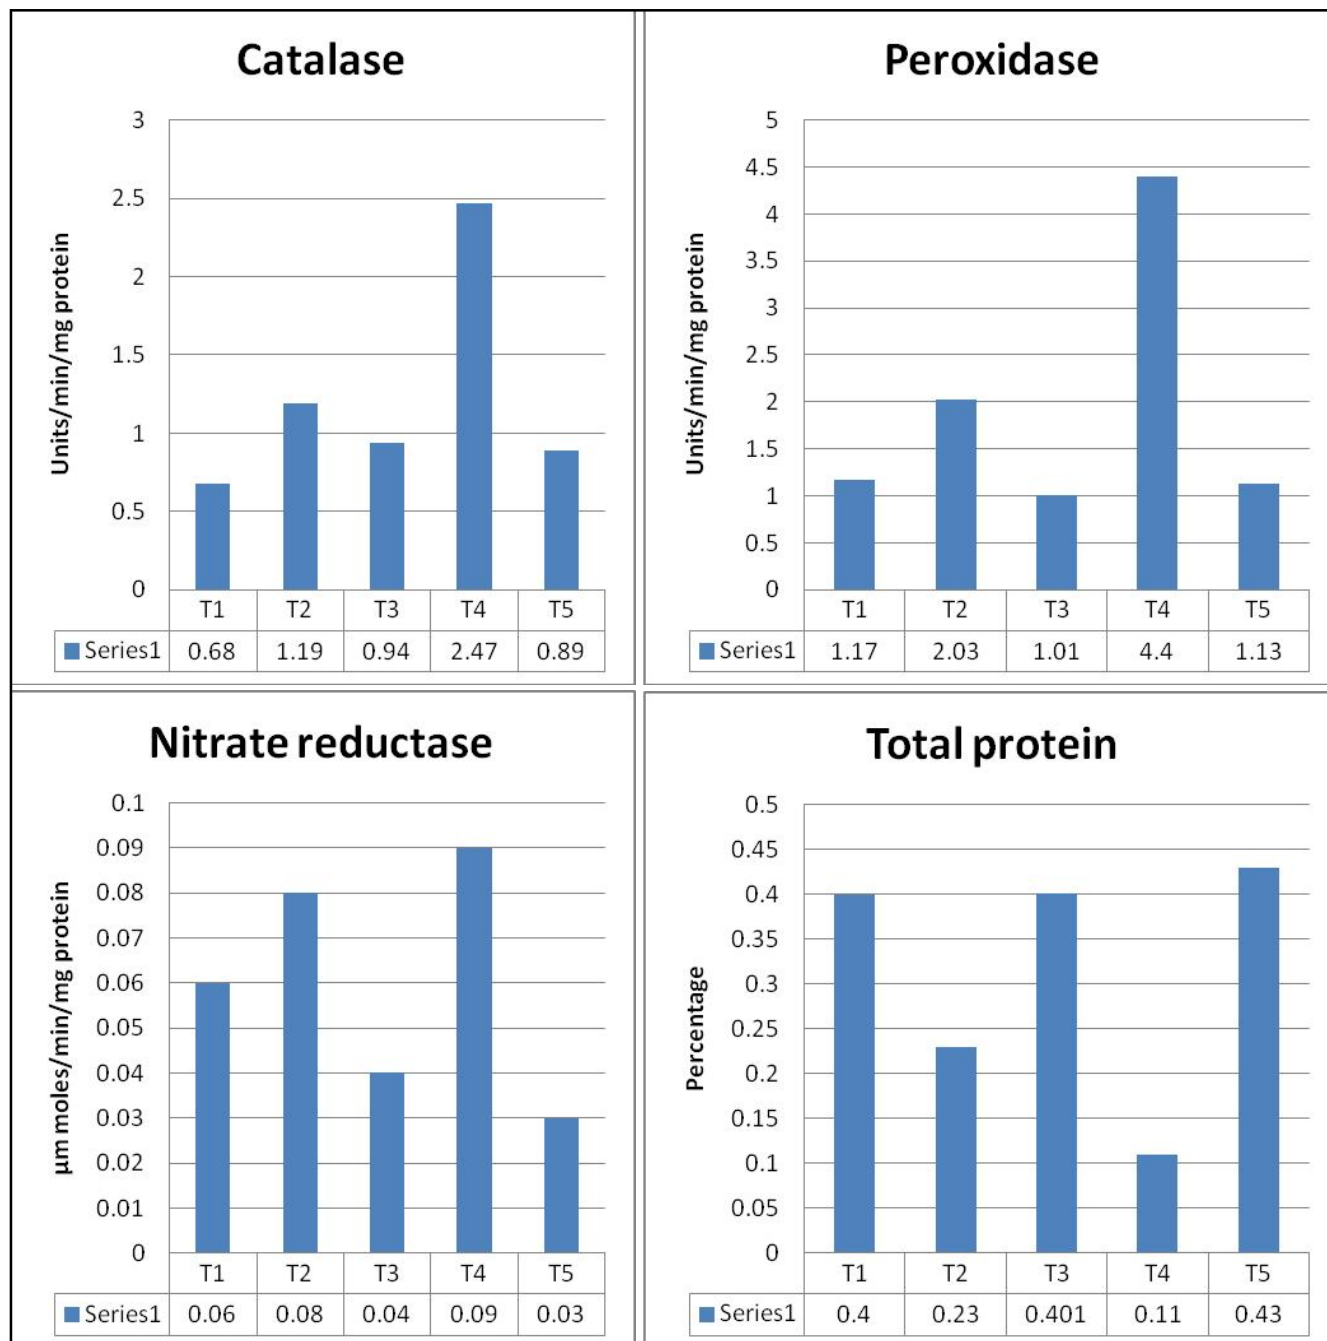 Catalase
Units/min/mg protein
3
2.5
2
1.5
1
0.5
0
T1 T2 T3 T4 T5
Series1 0.68 1.19 0.94 2.47 0.89
Peroxidase
Units/min/mg protein
5
4.5
4
3.5
3
2.5
2
1.5
1
0.5
0
T1 T2 T3 T4 T5
Series1 1.17 2.03 1.01 4.4 1.13
Nitrate reductase
µm moles/min/mg protein
0.1
0.09
0.08
0.07
0.06
0.05
0.04
0.03
0.02
0.01
0
T1 T2 T3 T4 T5
Series1 0.06 0.08 0.04 0.09 0.03
Total protein
Percentage
0.5
0.45
0.4
0.35
0.3
0.25
0.2
0.15
0.1
0.05
0
T1 T2 T3 T4 T5
Series1 0.4 0.23 0.401 0.11 0.43